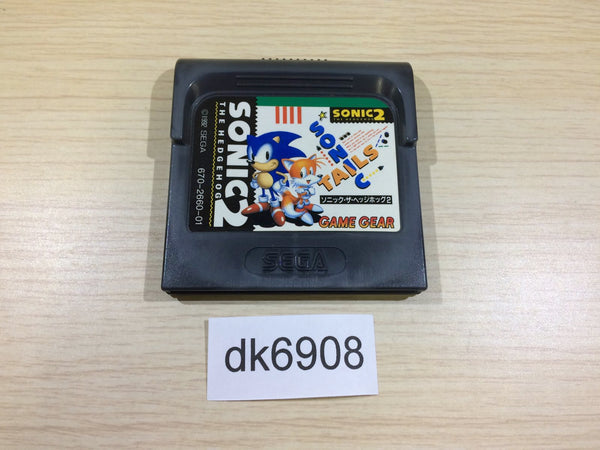 SONIC 2
THE HEDGEHOG
©1992 SEGA
670-2660-01
SONIC 2
SONIC
TAILS
ソニック・ザ・ヘッジホッグ2
GAME GEAR
SEGA
dk6908